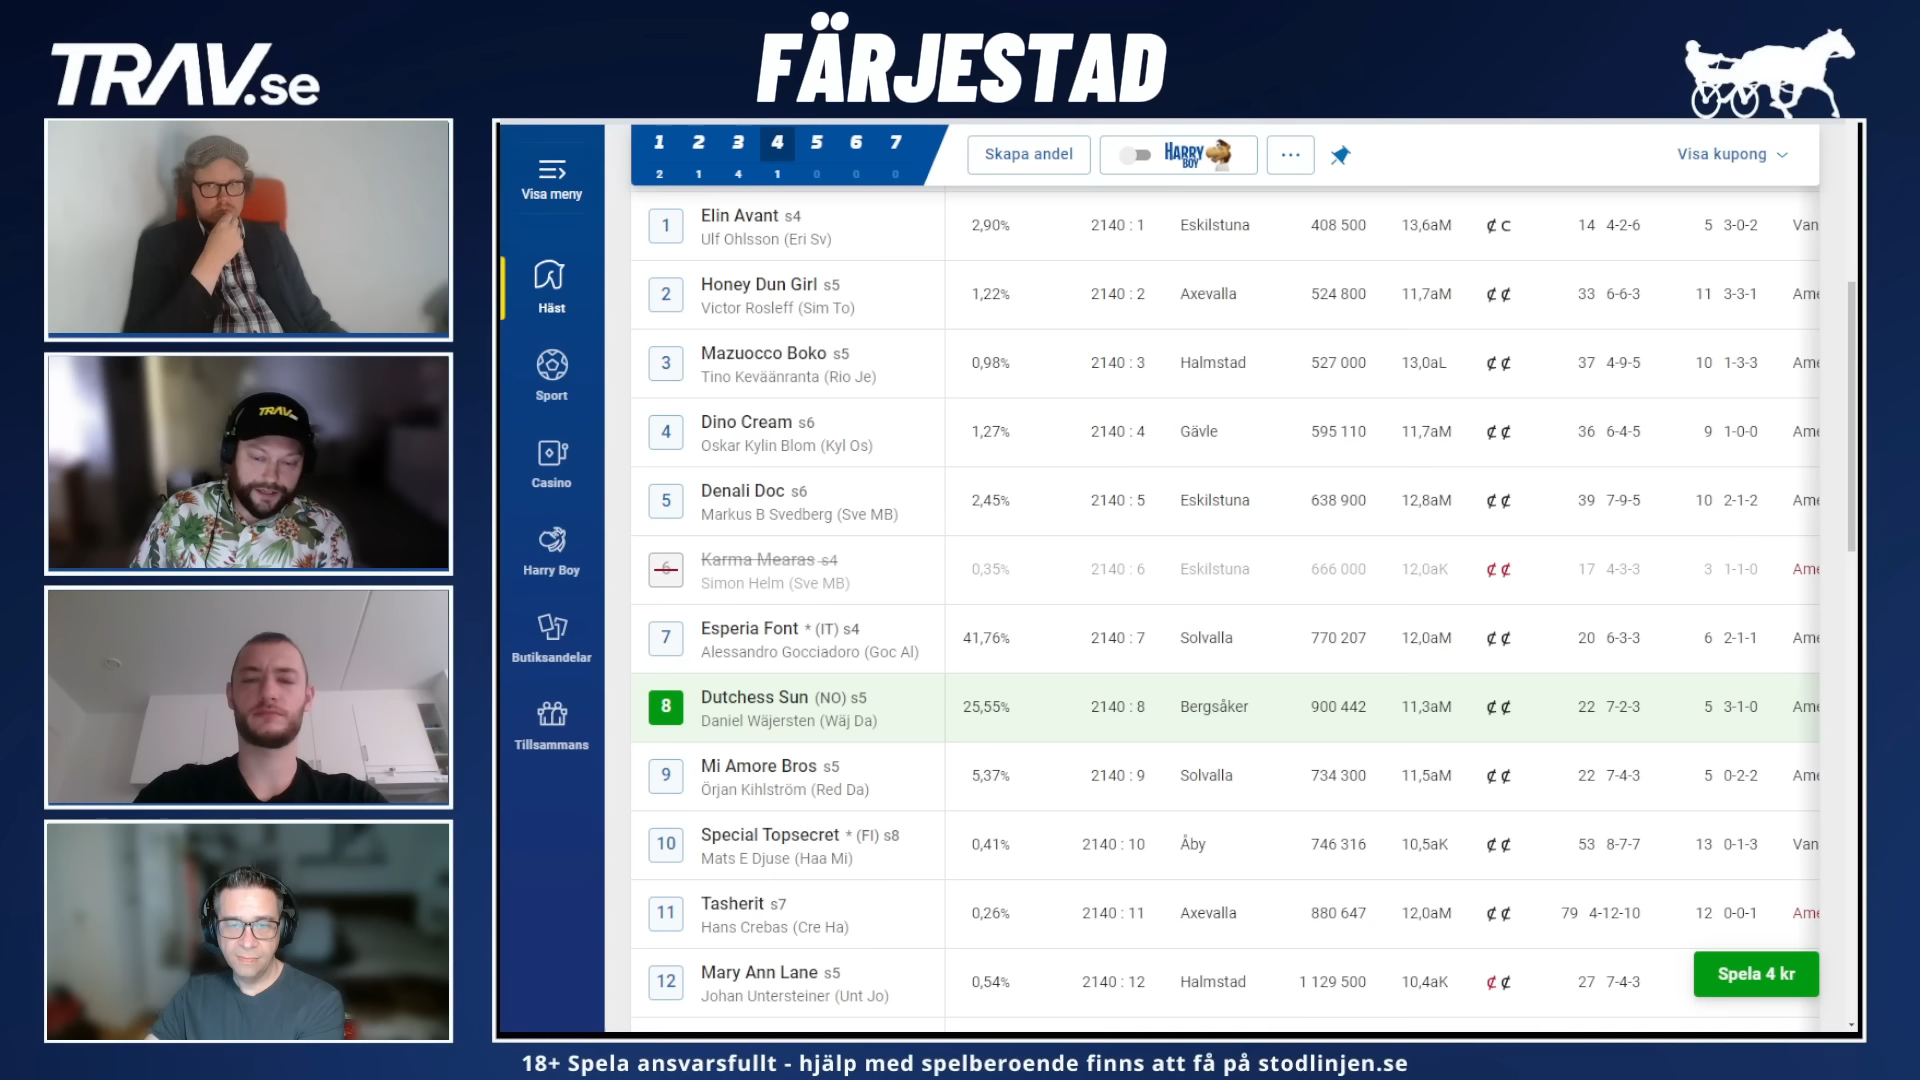 TRAV.se
FÄRJESTAD
1 2 3 4 5 6 7
2 1 4 1 0 0 0
Skapa andel
HARRY BOY
...
Visa kupong
Visa meny
Häst
Sport
Casino
Harry Boy
Butiksandelar
Tillsammans
1 Elin Avant s4 2,90% 2140 : 1 Eskilstuna 408 500 13,6aM ₵ C 14 4-2-6 5 3-0-2 Van
Ulf Ohlsson (Eri Sv)
2 Honey Dun Girl s5 1,22% 2140 : 2 Axevalla 524 800 11,7aM ₵ ₵ 33 6-6-3 11 3-3-1 Ame
Victor Rosleff (Sim To)
3 Mazuocco Boko s5 0,98% 2140 : 3 Halmstad 527 000 13,0aL ₵ ₵ 37 4-9-5 10 1-3-3 Ame
Tino Keväänranta (Rio Je)
4 Dino Cream s6 1,27% 2140 : 4 Gävle 595 110 11,7aM ₵ ₵ 36 6-4-5 9 1-0-0 Ame
Oskar Kylin Blom (Kyl Os)
5 Denali Doc s6 2,45% 2140 : 5 Eskilstuna 638 900 12,8aM ₵ ₵ 39 7-9-5 10 2-1-2 Ame
Markus B Svedberg (Sve MB)
6 Karma Mearas s4 0,35% 2140 : 6 Eskilstuna 666 000 12,0aK ₵ ₵ 17 4-3-3 3 1-1-0 Ame
Simon Helm (Sve MB)
7 Esperia Font * (IT) s4 41,76% 2140 : 7 Solvalla 770 207 12,0aM ₵ ₵ 20 6-3-3 6 2-1-1 Ame
Alessandro Gocciadoro (Goc Al)
8 Dutchess Sun (NO) s5 25,55% 2140 : 8 Bergsåker 900 442 11,3aM ₵ ₵ 22 7-2-3 5 3-1-0 Ame
Daniel Wäjersten (Wäj Da)
9 Mi Amore Bros s5 5,37% 2140 : 9 Solvalla 734 300 11,5aM ₵ ₵ 22 7-4-3 5 0-2-2 Ame
Örjan Kihlström (Red Da)
10 Special Topsecret * (FI) s8 0,41% 2140 : 10 Åby 746 316 10,5aK ₵ ₵ 53 8-7-7 13 0-1-3 Van
Mats E Djuse (Haa Mi)
11 Tasherit s7 0,26% 2140 : 11 Axevalla 880 647 12,0aM ₵ ₵ 79 4-12-10 12 0-0-1 Ame
Hans Crebas (Cre Ha)
12 Mary Ann Lane s5 0,54% 2140 : 12 Halmstad 1 129 500 10,4aK ₵ ₵ 27 7-4-3
Johan Untersteiner (Unt Jo)
Spela 4 kr
TRAV.se
18+ Spela ansvarsfullt - hjälp med spelberoende finns att få på stodlinjen.se